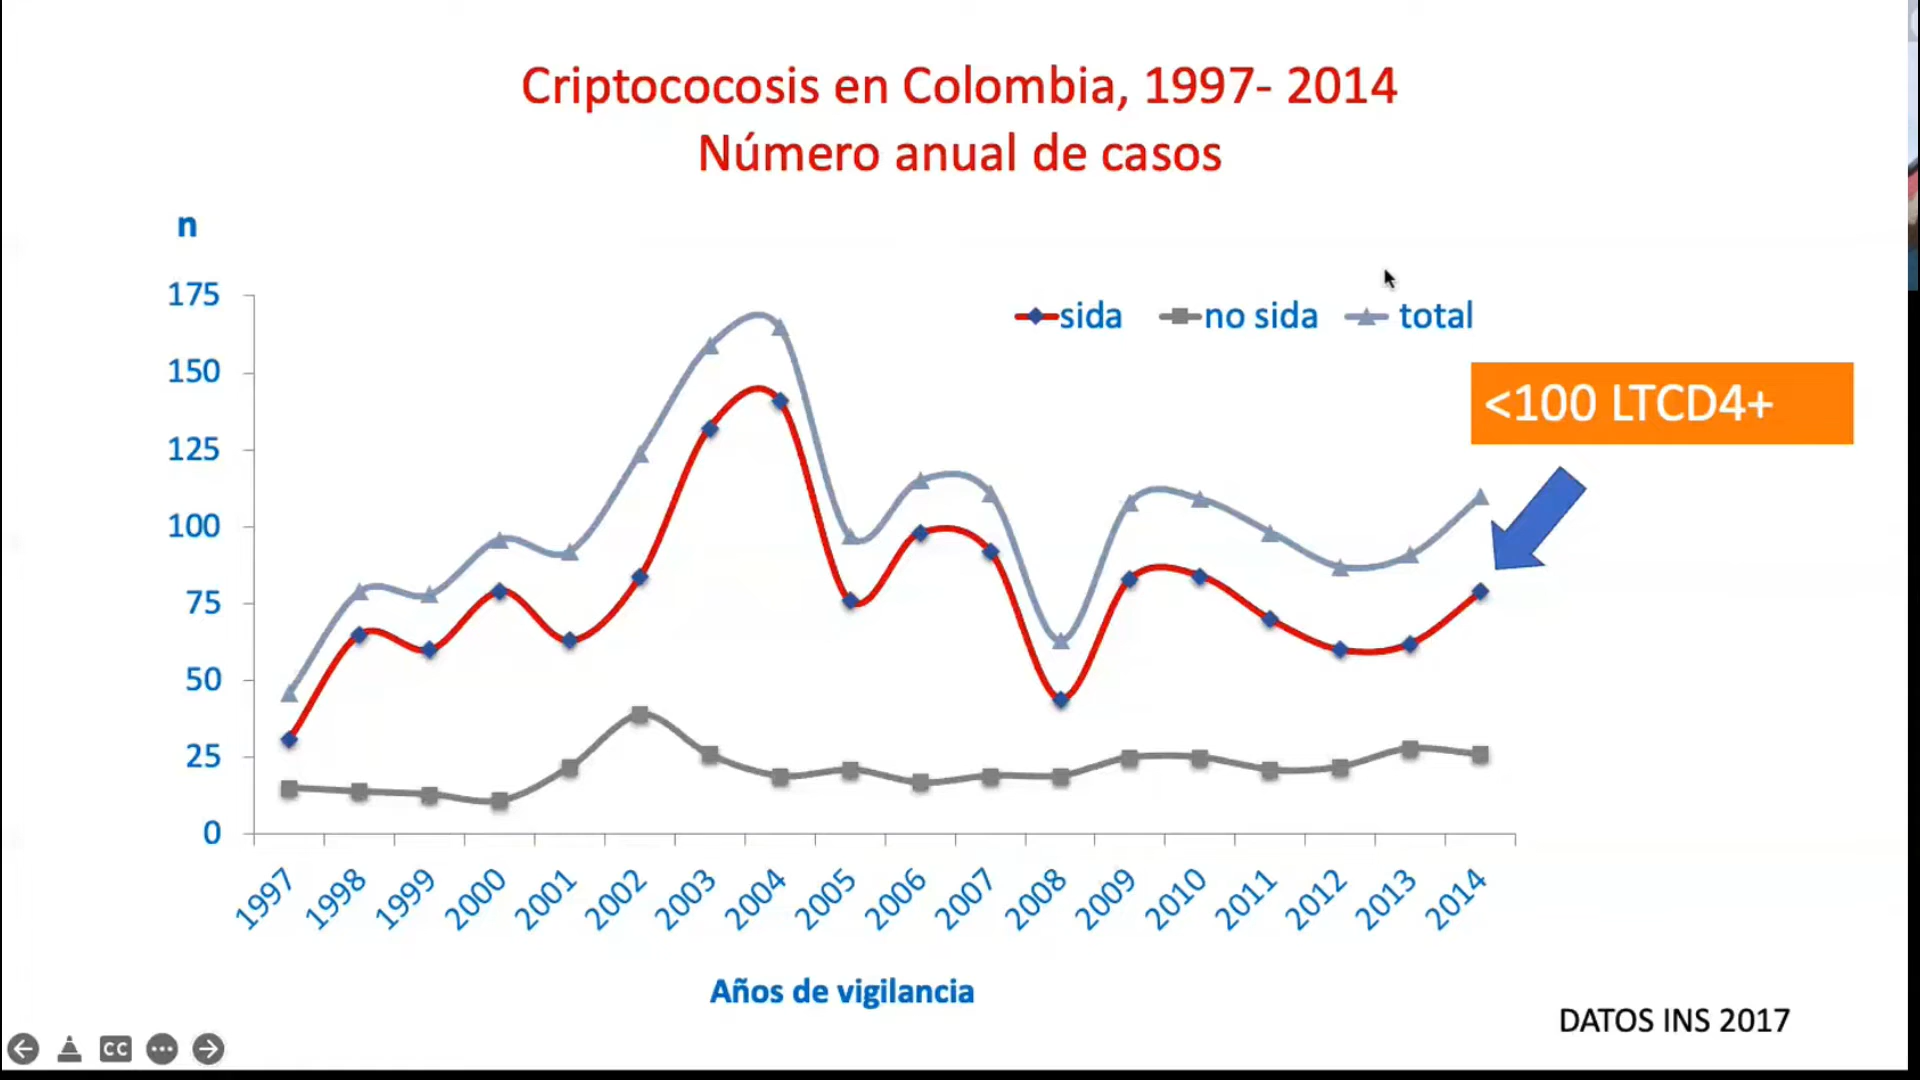 Criptococosis en Colombia, 1997- 2014
Número anual de casos
n
175
150
125
100
75
50
25
0
sida no sida total
<100 LTCD4+
1997 1998 1999 2000 2001 2002 2003 2004 2005 2006 2007 2008 2009 2010 2011 2012 2013 2014
Años de vigilancia
DATOS INS 2017
CC